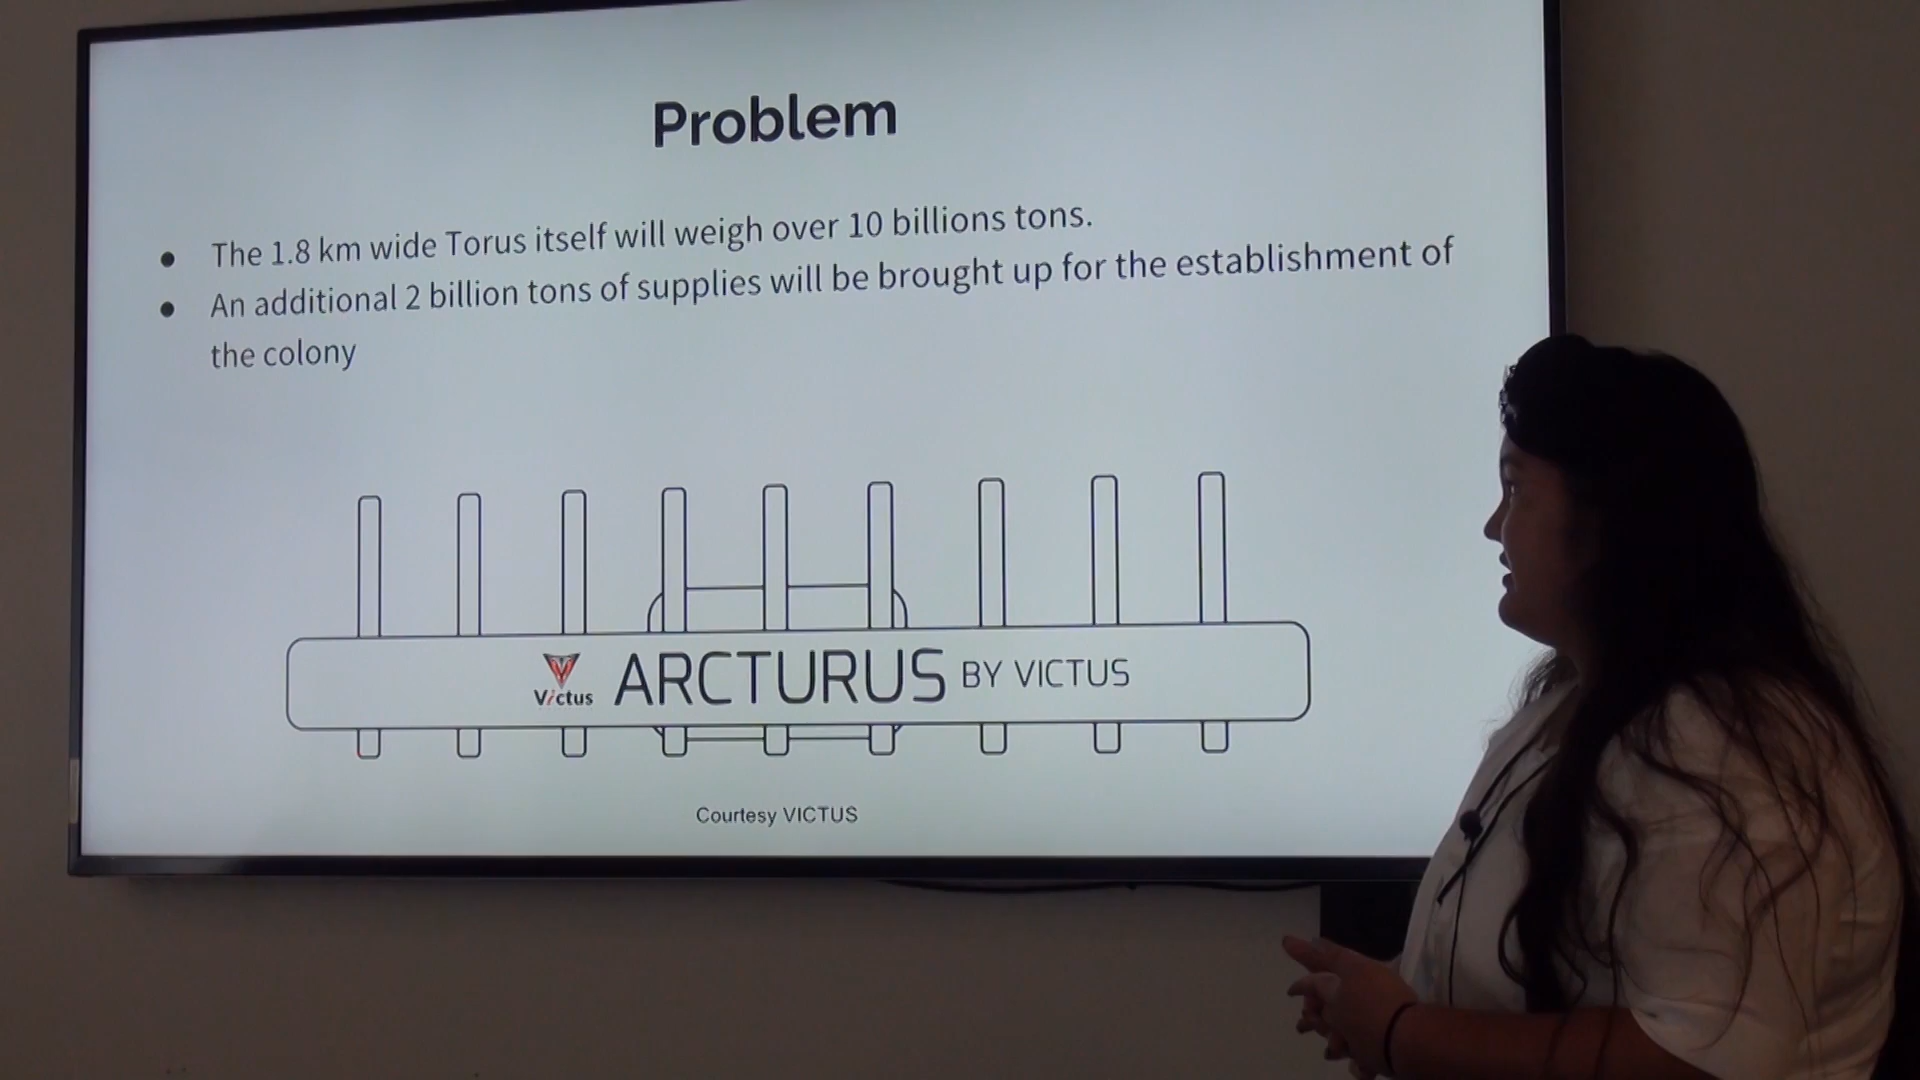 Problem
● The 1.8 km wide Torus itself will weigh over 10 billions tons.
● An additional 2 billion tons of supplies will be brought up for the establishment of
the colony
Victus
ARCTURUS BY VICTUS
Courtesy VICTUS